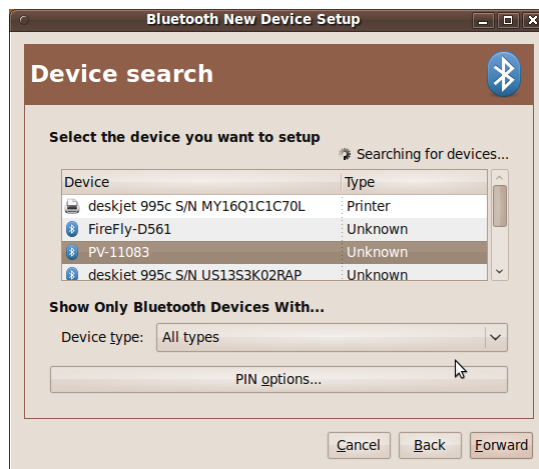 Bluetooth New Device Setup
Device search
Select the device you want to setup
Searching for devices...
Device Type
deskjet 995c S/N MY16Q1C1C70L Printer
FireFly-D561 Unknown
PV-11083 Unknown
deskjet 995c S/N US13S3K02RAP Unknown
Show Only Bluetooth Devices With...
Device type: All types
PIN options...
Cancel Back Forward